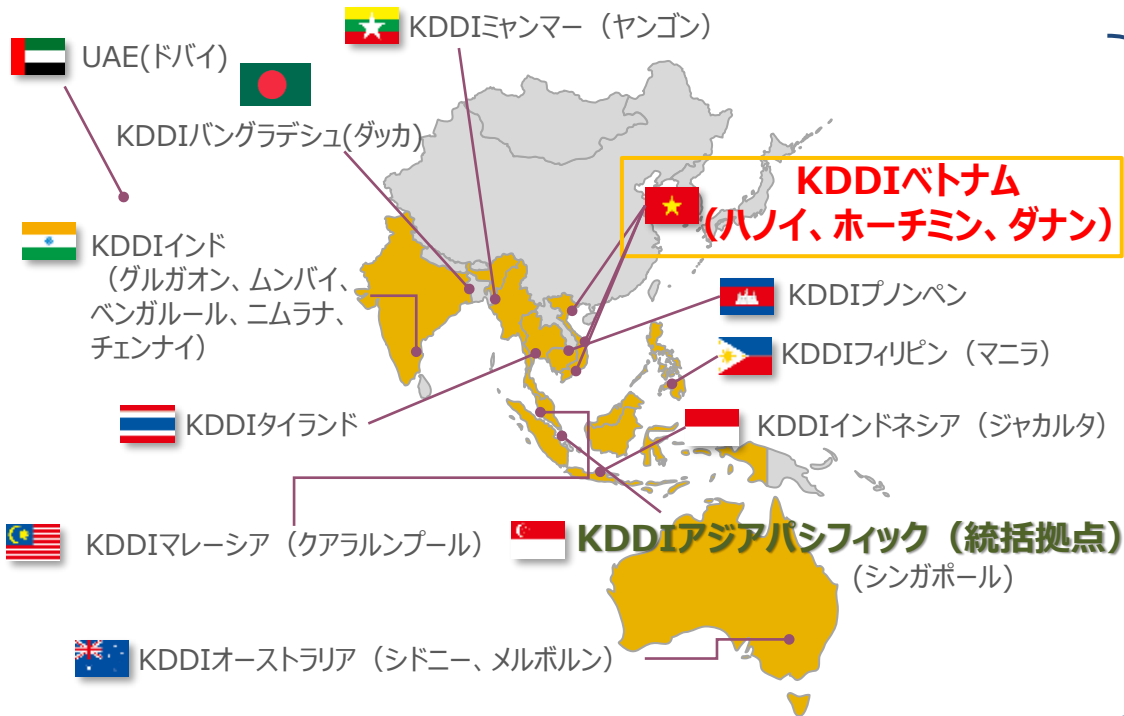 KDDIミャンマー（ヤンゴン）
UAE(ドバイ)
KDDIバングラデシュ(ダッカ)
KDDIベトナム
（ハノイ、ホーチミン、ダナン）
KDDIインド
（グルガオン、ムンバイ、
ベンガルール、ニムラナ、
チェンナイ）
KDDIプノンペン
KDDIフィリピン（マニラ）
KDDIタイランド
KDDIインドネシア（ジャカルタ）
KDDIマレーシア（クアラルンプール）
KDDIアジアパシフィック（統括拠点）
(シンガポール)
KDDIオーストラリア（シドニー、メルボルン）